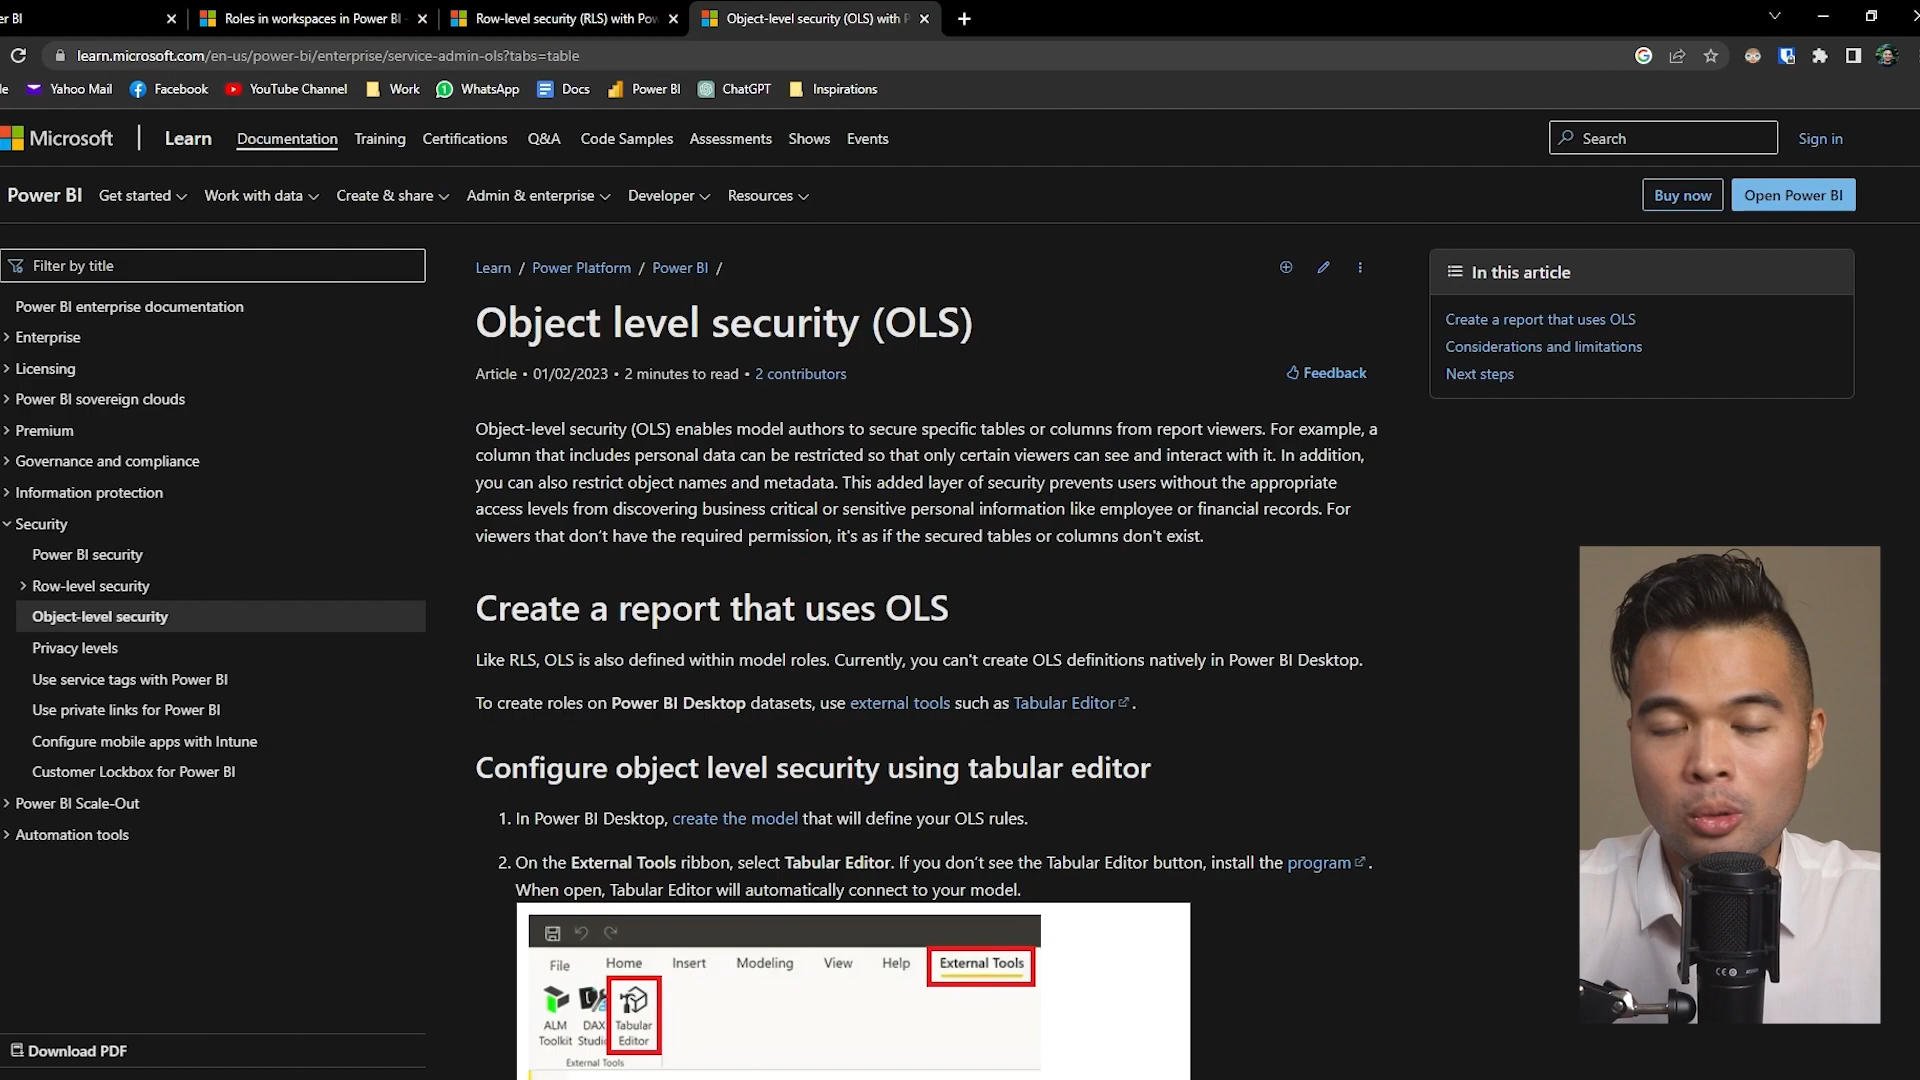 er BI
Roles in workspaces in Power BI -
Row-level security (RLS) with Pow
Object-level security (OLS) with P
learn.microsoft.com/en-us/power-bi/enterprise/service-admin-ols?tabs=table
le
Yahoo Mail
Facebook
YouTube Channel
Work
WhatsApp
Docs
Power BI
ChatGPT
Inspirations
Microsoft
Learn
Documentation
Training
Certifications
Q&A
Code Samples
Assessments
Shows
Events
Search
Sign in
Power BI
Get started
Work with data
Create & share
Admin & enterprise
Developer
Resources
Buy now
Open Power BI
Filter by title
Power BI enterprise documentation
Enterprise
Licensing
Power BI sovereign clouds
Premium
Governance and compliance
Information protection
Security
Power BI security
Row-level security
Object-level security
Privacy levels
Use service tags with Power BI
Use private links for Power BI
Configure mobile apps with Intune
Customer Lockbox for Power BI
Power BI Scale-Out
Automation tools
Download PDF
Learn / Power Platform / Power BI /
Object level security (OLS)
Article • 01/02/2023 • 2 minutes to read • 2 contributors
Feedback
Object-level security (OLS) enables model authors to secure specific tables or columns from report viewers. For example, a
column that includes personal data can be restricted so that only certain viewers can see and interact with it. In addition,
you can also restrict object names and metadata. This added layer of security prevents users without the appropriate
access levels from discovering business critical or sensitive personal information like employee or financial records. For
viewers that don't have the required permission, it's as if the secured tables or columns don't exist.
Create a report that uses OLS
Like RLS, OLS is also defined within model roles. Currently, you can't create OLS definitions natively in Power BI Desktop.
To create roles on Power BI Desktop datasets, use external tools such as Tabular Editor.
Configure object level security using tabular editor
1. In Power BI Desktop, create the model that will define your OLS rules.
2. On the External Tools ribbon, select Tabular Editor. If you don't see the Tabular Editor button, install the program.
When open, Tabular Editor will automatically connect to your model.
File
Home
Insert
Modeling
View
Help
External Tools
ALM
Toolkit
DAX
Studio
Tabular
Editor
External Tools
In this article
Create a report that uses OLS
Considerations and limitations
Next steps